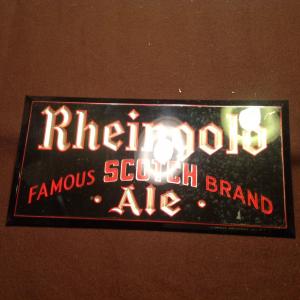 Rheingold
FAMOUS SCOTCH BRAND
· Ale ·